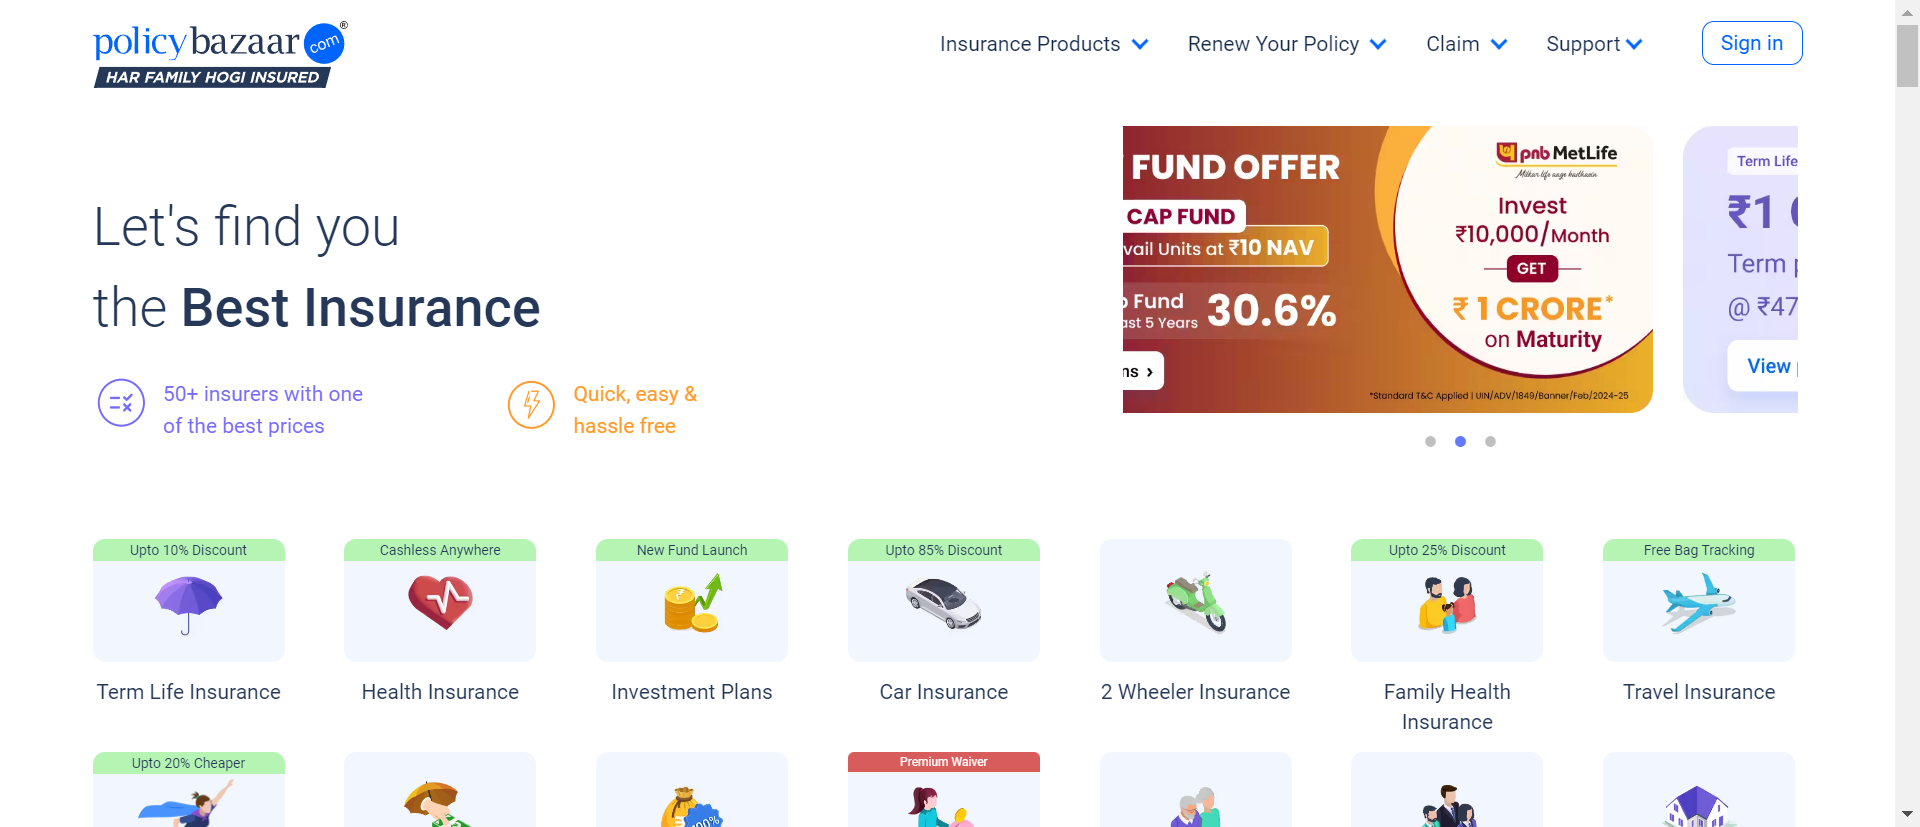 policybazaar com ®
HAR FAMILY HOGI INSURED
Insurance Products
Renew Your Policy
Claim
Support
Sign in
Let's find you
the Best Insurance
50+ insurers with one
of the best prices
Quick, easy &
hassle free
FUND OFFER
CAP FUND
Units at ₹10 NAV
Fund
5 Years
30.6%
pnb MetLife
Milkar life aage badhaein
Invest
₹10,000/Month
GET
₹ 1 CRORE*
on Maturity
*Standard T&C Applied | UIN/ADV/1849/Banner/Feb/2024-25
Term Life
₹1
Term
@ ₹47
View
Upto 10% Discount
Cashless Anywhere
New Fund Launch
Upto 85% Discount
Upto 25% Discount
Free Bag Tracking
Term Life Insurance
Health Insurance
Investment Plans
Car Insurance
2 Wheeler Insurance
Family Health
Insurance
Travel Insurance
Upto 20% Cheaper
Premium Waiver
100%